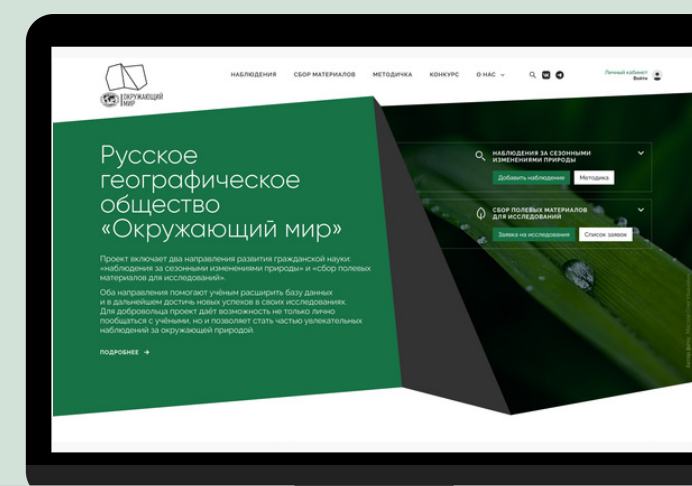 НАБЛЮДЕНИЯ СБОР МАТЕРИАЛОВ МЕТОДИЧКА КОНКУРС О НАС
Личный кабинет
Войти
ОКРУЖАЮЩИЙ
МИР
Русское
географическое
общество
«Окружающий мир»
Проект включает два направления развития гражданской науки:
«наблюдения за сезонными изменениями природы» и «сбор полевых
материалов для исследований».
Оба направления помогают учёным расширить базу данных
и в дальнейшем достичь новых успехов в своих исследованиях.
Для добровольца проект даёт возможность не только лично
пообщаться с учёными, но и позволяет стать частью увлекательных
наблюдений за окружающей природой.
ПОДРОБНЕЕ →
НАБЛЮДЕНИЯ ЗА СЕЗОННЫМИ
ИЗМЕНЕНИЯМИ ПРИРОДЫ
Добавить наблюдение Методика
СБОР ПОЛЕВЫХ МАТЕРИАЛОВ
ДЛЯ ИССЛЕДОВАНИЙ
Заявка на исследования Список заявок